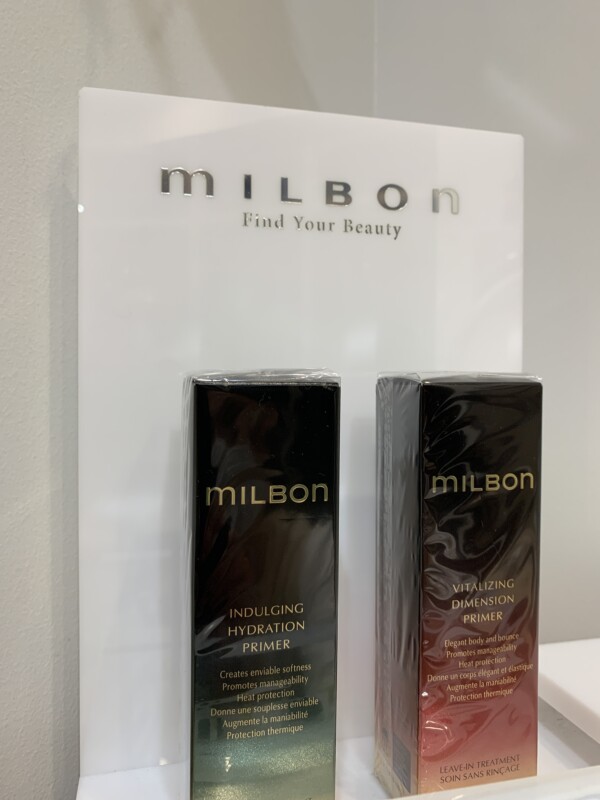 mILBOn
Find Your Beauty
mILBOn
INDULGING
HYDRATION
PRIMER
Creates enviable softness
Promotes manageability
Heat protection
Donne une souplesse enviable
Augmente la maniabilité
Protection thermique
mILBOn
VITALIZING
DIMENSION
PRIMER
Elegant body and bounce
Promotes manageability
Heat protection
Donne un corps élégant et élastique
Augmente la maniabilité
Protection thermique
LEAVE-IN TREATMENT
SOIN SANS RINÇAGE